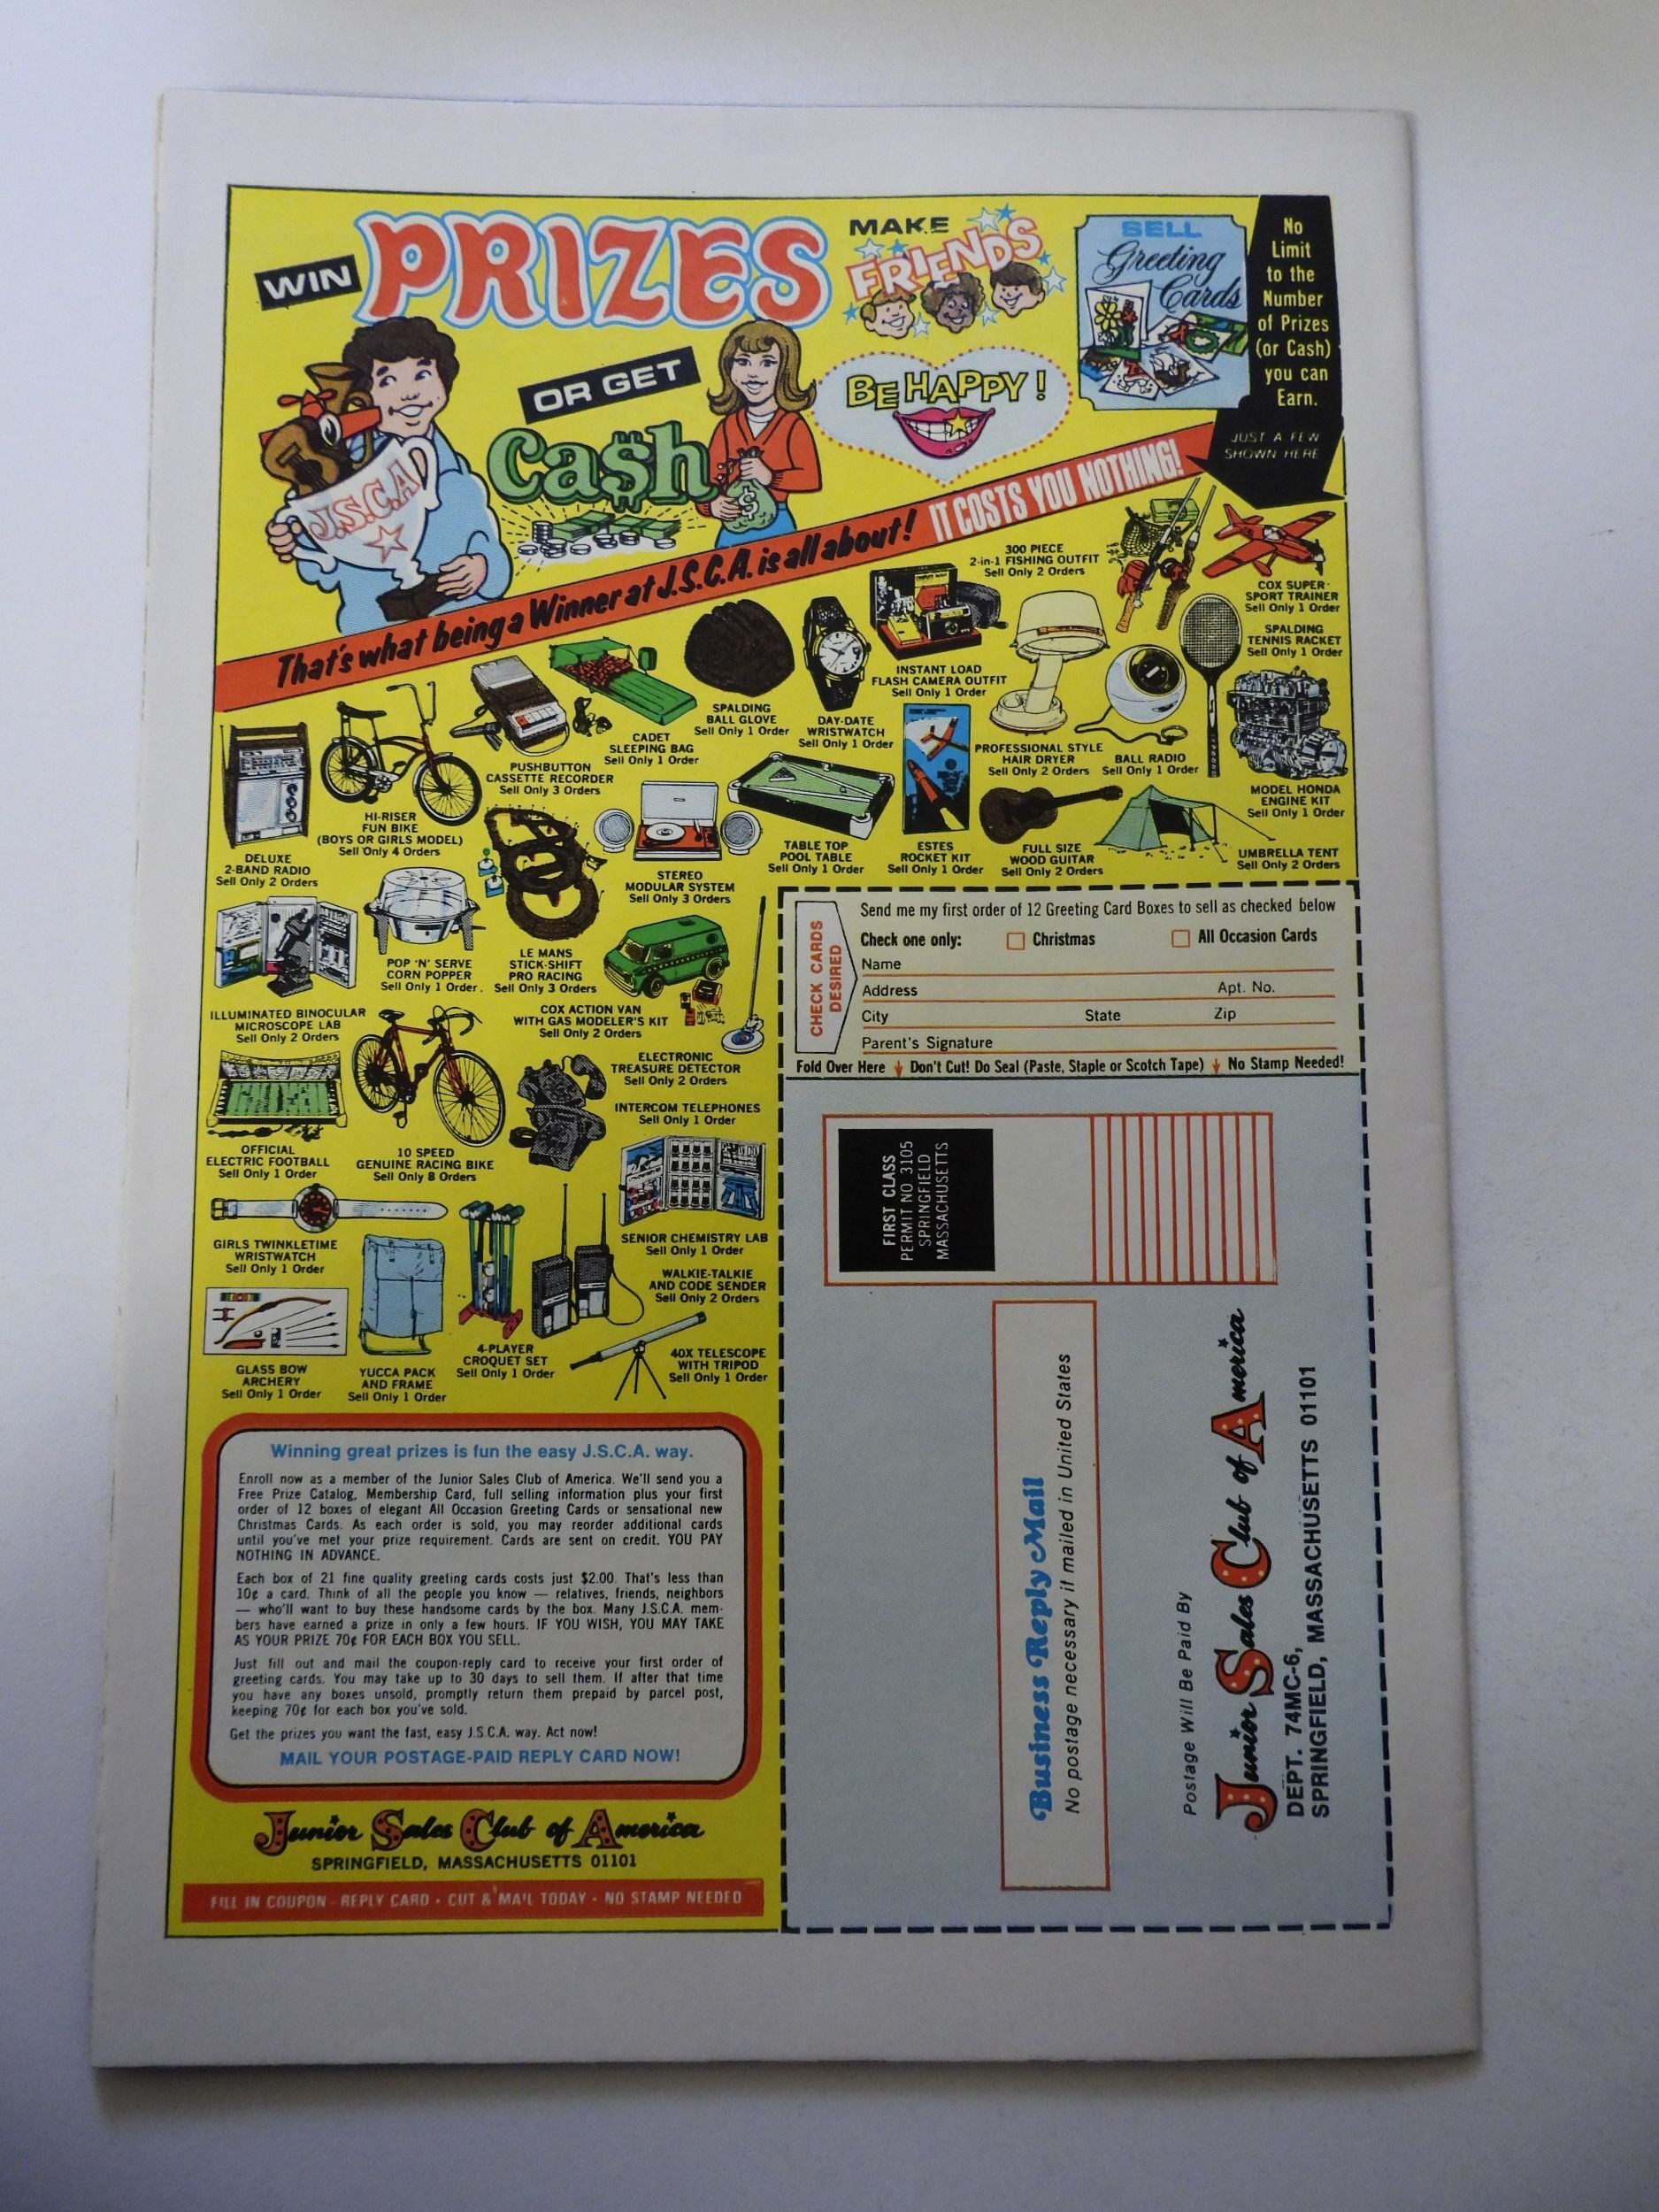 WIN PRIZES
OR GET
Ca$h
MAKE
FRIENDS
BE HAPPY!
SELL
Greeting
Cards
No
Limit
to the
Number
of Prizes
(or Cash)
you can
Earn.
JUST A FEW
SHOWN HERE
J.S.C.A
That's what being a Winner at J.S.C.A. is all about! IT COSTS YOU NOTHING!
300 PIECE
2-in-1 FISHING OUTFIT
Sell Only 2 Orders
COX SUPER-
SPORT TRAINER
Sell Only 1 Order
SPALDING
TENNIS RACKET
Sell Only 1 Order
INSTANT LOAD
FLASH CAMERA OUTFIT
Sell Only 1 Order
SPALDING
BALL GLOVE
Sell Only 1 Order
DAY-DATE
WRISTWATCH
Sell Only 1 Order
CADET
SLEEPING BAG
Sell Only 1 Order
PUSHBUTTON
CASSETTE RECORDER
Sell Only 3 Orders
PROFESSIONAL STYLE
HAIR DRYER
Sell Only 2 Orders
BALL RADIO
Sell Only 1 Order
MODEL HONDA
ENGINE KIT
Sell Only 1 Order
HI-RISER
FUN BIKE
(BOYS OR GIRLS MODEL)
Sell Only 4 Orders
DELUXE
2-BAND RADIO
Sell Only 2 Orders
STEREO
MODULAR SYSTEM
Sell Only 3 Orders
TABLE TOP
POOL TABLE
Sell Only 1 Order
ESTES
ROCKET KIT
Sell Only 1 Order
FULL SIZE
WOOD GUITAR
Sell Only 2 Orders
UMBRELLA TENT
Sell Only 2 Orders
POP 'N' SERVE
CORN POPPER
Sell Only 1 Order.
LE MANS
STICK-SHIFT
PRO RACING
Sell Only 3 Orders
ILLUMINATED BINOCULAR
MICROSCOPE LAB
Sell Only 2 Orders
COX ACTION VAN
WITH GAS MODELER'S KIT
Sell Only 2 Orders
ELECTRONIC
TREASURE DETECTOR
Sell Only 2 Orders
INTERCOM TELEPHONES
Sell Only 1 Order
OFFICIAL
ELECTRIC FOOTBALL
Sell Only 1 Order
10 SPEED
GENUINE RACING BIKE
Sell Only 8 Orders
GIRLS TWINKLETIME
WRISTWATCH
Sell Only 1 Order
SENIOR CHEMISTRY LAB
Sell Only 1 Order
WALKIE-TALKIE
AND CODE SENDER
Sell Only 2 Orders
GLASS BOW
ARCHERY
Sell Only 1 Order
YUCCA PACK
AND FRAME
Sell Only 1 Order
4-PLAYER
CROQUET SET
Sell Only 1 Order
40X TELESCOPE
WITH TRIPOD
Sell Only 1 Order
Winning great prizes is fun the easy J.S.C.A. way.
Enroll now as a member of the Junior Sales Club of America. We'll send you a
Free Prize Catalog, Membership Card, full selling information plus your first
order of 12 boxes of elegant All Occasion Greeting Cards or sensational new
Christmas Cards. As each order is sold, you may reorder additional cards
until you've met your prize requirement. Cards are sent on credit. YOU PAY
NOTHING IN ADVANCE.
Each box of 21 fine quality greeting cards costs just $2.00. That's less than
10¢ a card. Think of all the people you know — relatives, friends, neighbors
— who'll want to buy these handsome cards by the box. Many J.S.C.A. mem-
bers have earned a prize in only a few hours. IF YOU WISH, YOU MAY TAKE
AS YOUR PRIZE 70¢ FOR EACH BOX YOU SELL.
Just fill out and mail the coupon-reply card to receive your first order of
greeting cards. You may take up to 30 days to sell them. If after that time
you have any boxes unsold, promptly return them prepaid by parcel post,
keeping 70¢ for each box you've sold.
Get the prizes you want the fast, easy J.S.C.A. way. Act now!
MAIL YOUR POSTAGE-PAID REPLY CARD NOW!
Junior Sales Club of America
SPRINGFIELD, MASSACHUSETTS 01101
FILL IN COUPON - REPLY CARD • CUT & MAIL TODAY • NO STAMP NEEDED
CHECK CARDS
DESIRED
Send me my first order of 12 Greeting Card Boxes to sell as checked below
Check one only: Christmas All Occasion Cards
Name
Address Apt. No.
City State Zip
Parent's Signature
Fold Over Here Don't Cut! Do Seal (Paste, Staple or Scotch Tape) No Stamp Needed!
FIRST CLASS
PERMIT NO 3105
SPRINGFIELD
MASSACHUSETTS
Business Reply Mail
No postage necessary if mailed in United States
Postage Will Be Paid By
Junior Sales Club of America
DEPT. 74MC-6,
SPRINGFIELD, MASSACHUSETTS 01101